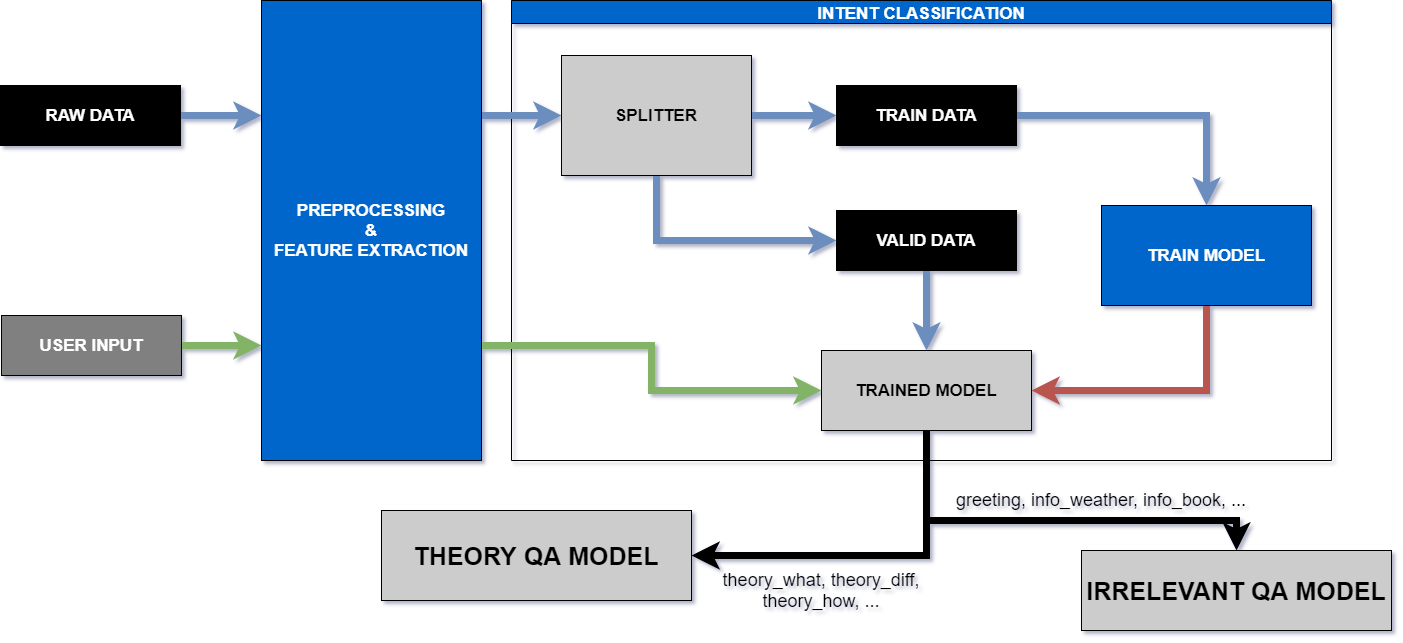 INTENT CLASSIFICATION
RAW DATA
SPLITTER
TRAIN DATA
PREPROCESSING
&
FEATURE EXTRACTION
VALID DATA
TRAIN MODEL
USER INPUT
TRAINED MODEL
greeting, info_weather, info_book, ...
THEORY QA MODEL
theory_what, theory_diff,
theory_how, ...
IRRELEVANT QA MODEL